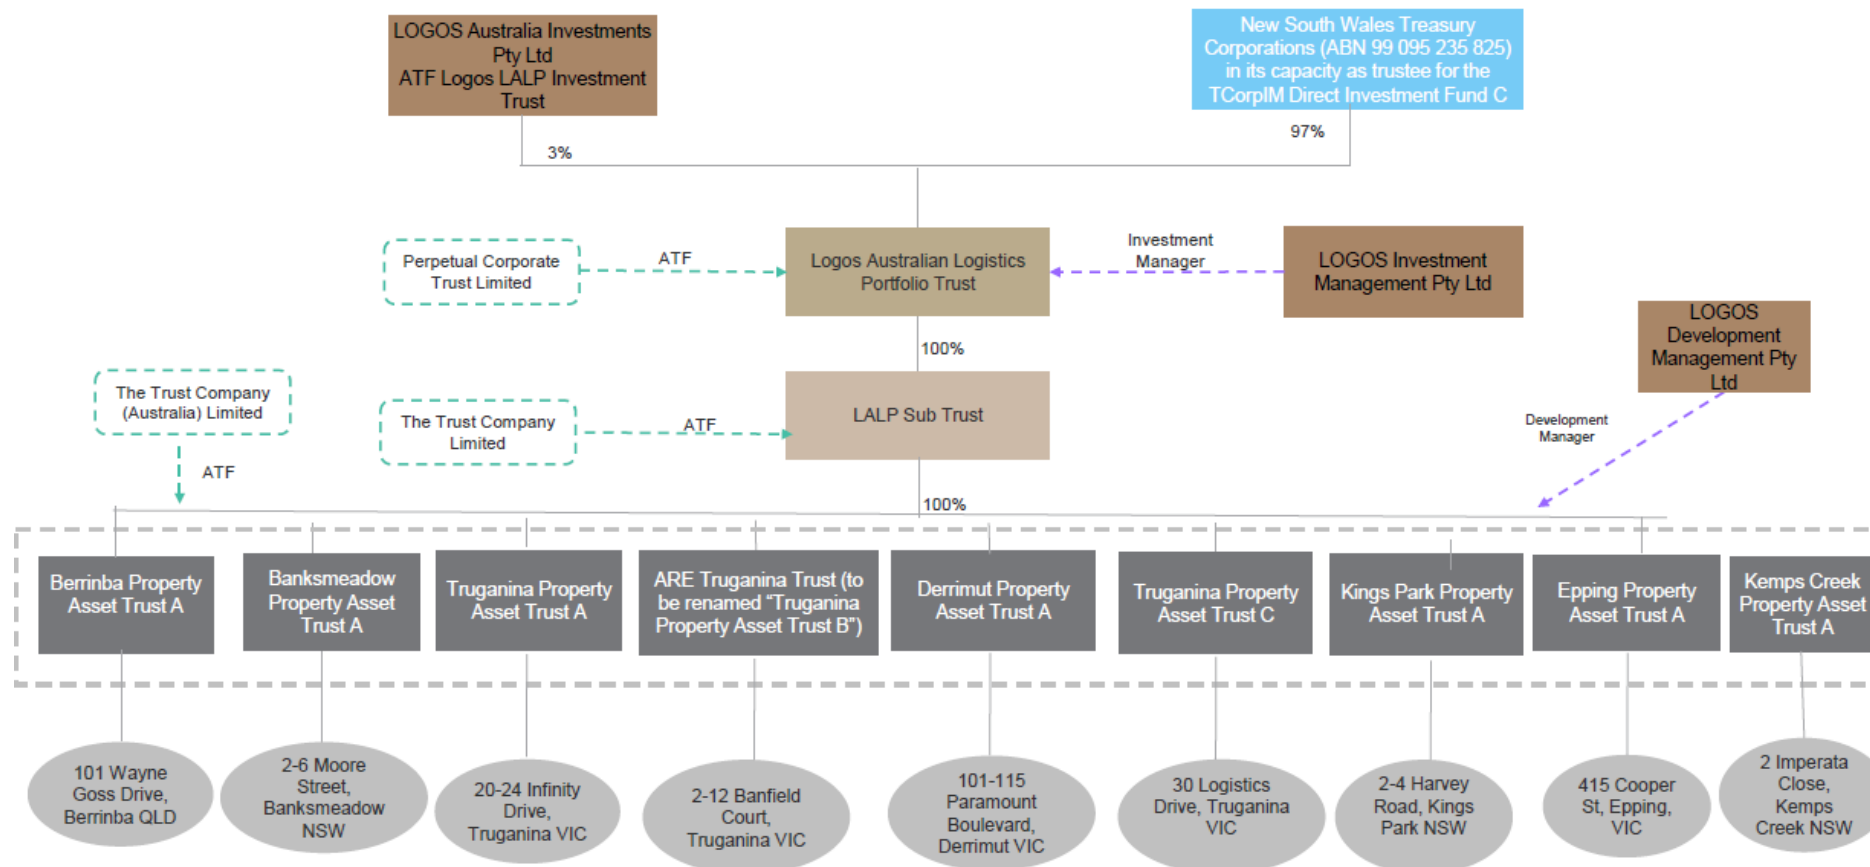 LOGOS Australia Investments
Pty Ltd
ATF Logos LALP Investment
Trust
New South Wales Treasury
Corporations (ABN 99 095 235 825)
in its capacity as trustee for the
TCorpIM Direct Investment Fund C
3%
97%
Perpetual Corporate
Trust Limited
ATF
Logos Australian Logistics
Portfolio Trust
Investment
Manager
LOGOS Investment
Management Pty Ltd
LOGOS
Development
Management Pty
Ltd
100%
The Trust Company
(Australia) Limited
ATF
The Trust Company
Limited
ATF
LALP Sub Trust
Development
Manager
100%
Berrinba Property
Asset Trust A
Banksmeadow
Property Asset
Trust A
Truganina Property
Asset Trust A
ARE Truganina Trust (to
be renamed “Truganina
Property Asset Trust B”)
Derrimut Property
Asset Trust A
Truganina Property
Asset Trust C
Kings Park Property
Asset Trust A
Epping Property
Asset Trust A
Kemps Creek
Property Asset
Trust A
101 Wayne
Goss Drive,
Berrinba QLD
2-6 Moore
Street,
Banksmeadow
NSW
20-24 Infinity
Drive,
Truganina VIC
2-12 Banfield
Court,
Truganina VIC
101-115
Paramount
Boulevard,
Derrimut VIC
30 Logistics
Drive, Truganina
VIC
2-4 Harvey
Road, Kings
Park NSW
415 Cooper
St, Epping,
VIC
2 Imperata
Close,
Kemps
Creek NSW